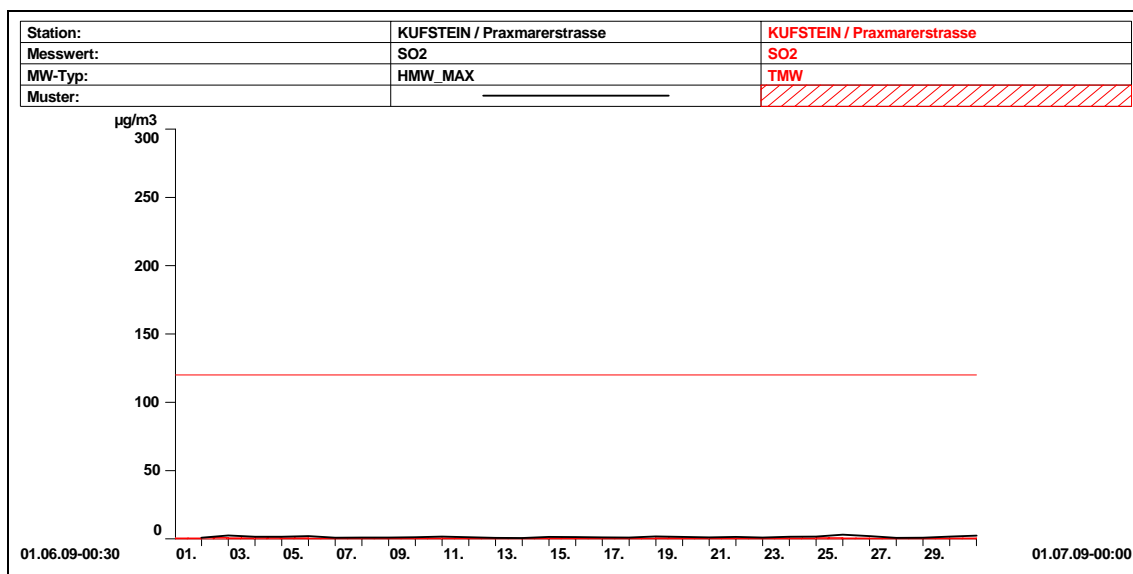 Station: KUFSTEIN / Praxmarerstrasse KUFSTEIN / Praxmarerstrasse
Messwert: SO2 SO2
MW-Typ: HMW_MAX TMW
Muster:
µg/m3
300
250
200
150
100
50
0
01.06.09-00:30 01. 03. 05. 07. 09. 11. 13. 15. 17. 19. 21. 23. 25. 27. 29. 01.07.09-00:00